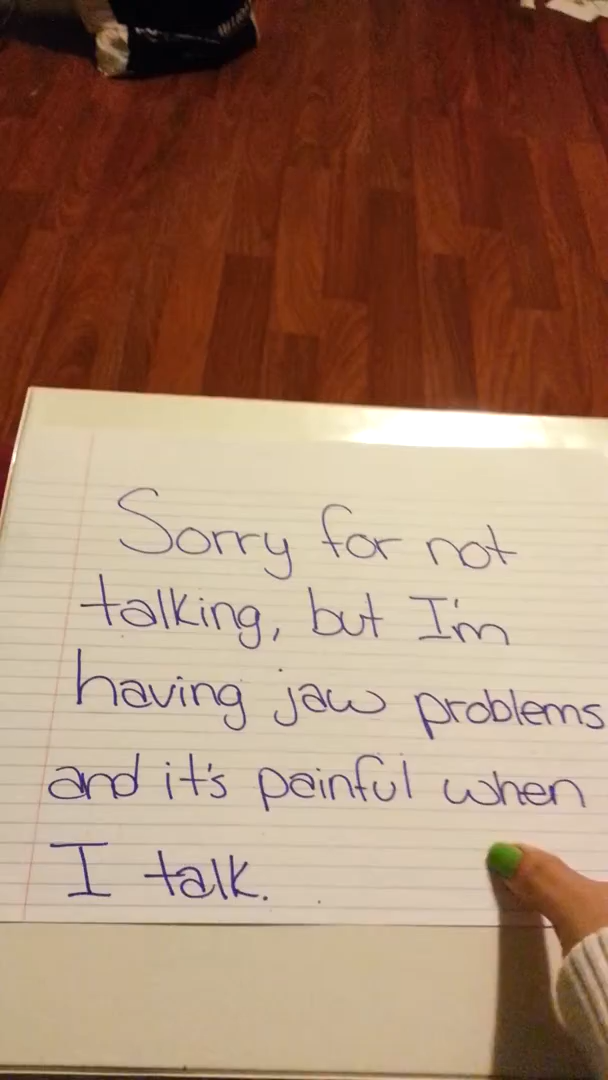 Sorry for not
talking, but I'm
having jaw problems
and it's painful when
I talk.